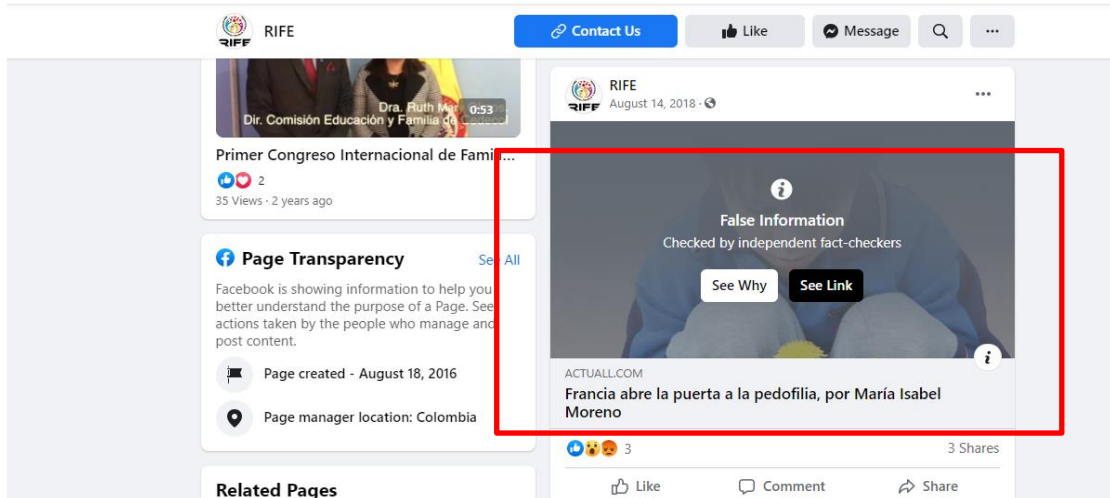 RIFE
RIFE
Contact Us
Like
Message
Dra. Ruth Mar
0:53
Dir. Comisión Educación y Familia de Cedecol
Primer Congreso Internacional de Famili...
2
35 Views · 2 years ago
Page Transparency
See All
Facebook is showing information to help you
better understand the purpose of a Page. See
actions taken by the people who manage and
post content.
Page created - August 18, 2016
Page manager location: Colombia
Related Pages
RIFE
RIFE
August 14, 2018 ·
False Information
Checked by independent fact-checkers
See Why
See Link
ACTUALL.COM
Francia abre la puerta a la pedofilia, por María Isabel
Moreno
3
3 Shares
Like
Comment
Share